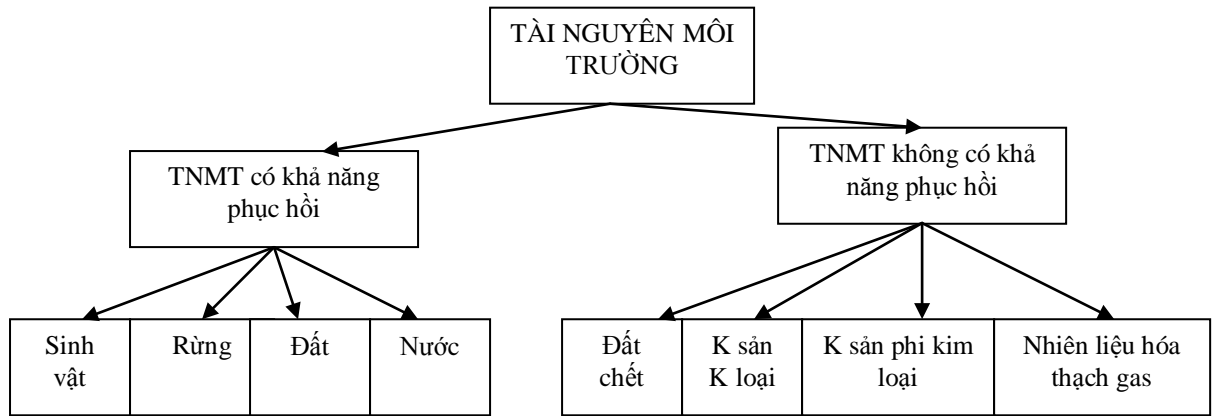 TÀI NGUYÊN MÔI
TRƯỜNG
TNMT có khả năng
phục hồi
TNMT không có khả
năng phục hồi
Sinh
vật
Rừng
Đất
Nước
Đất
chết
K sản
K loại
K sản phi kim
loại
Nhiên liệu hóa
thạch gas